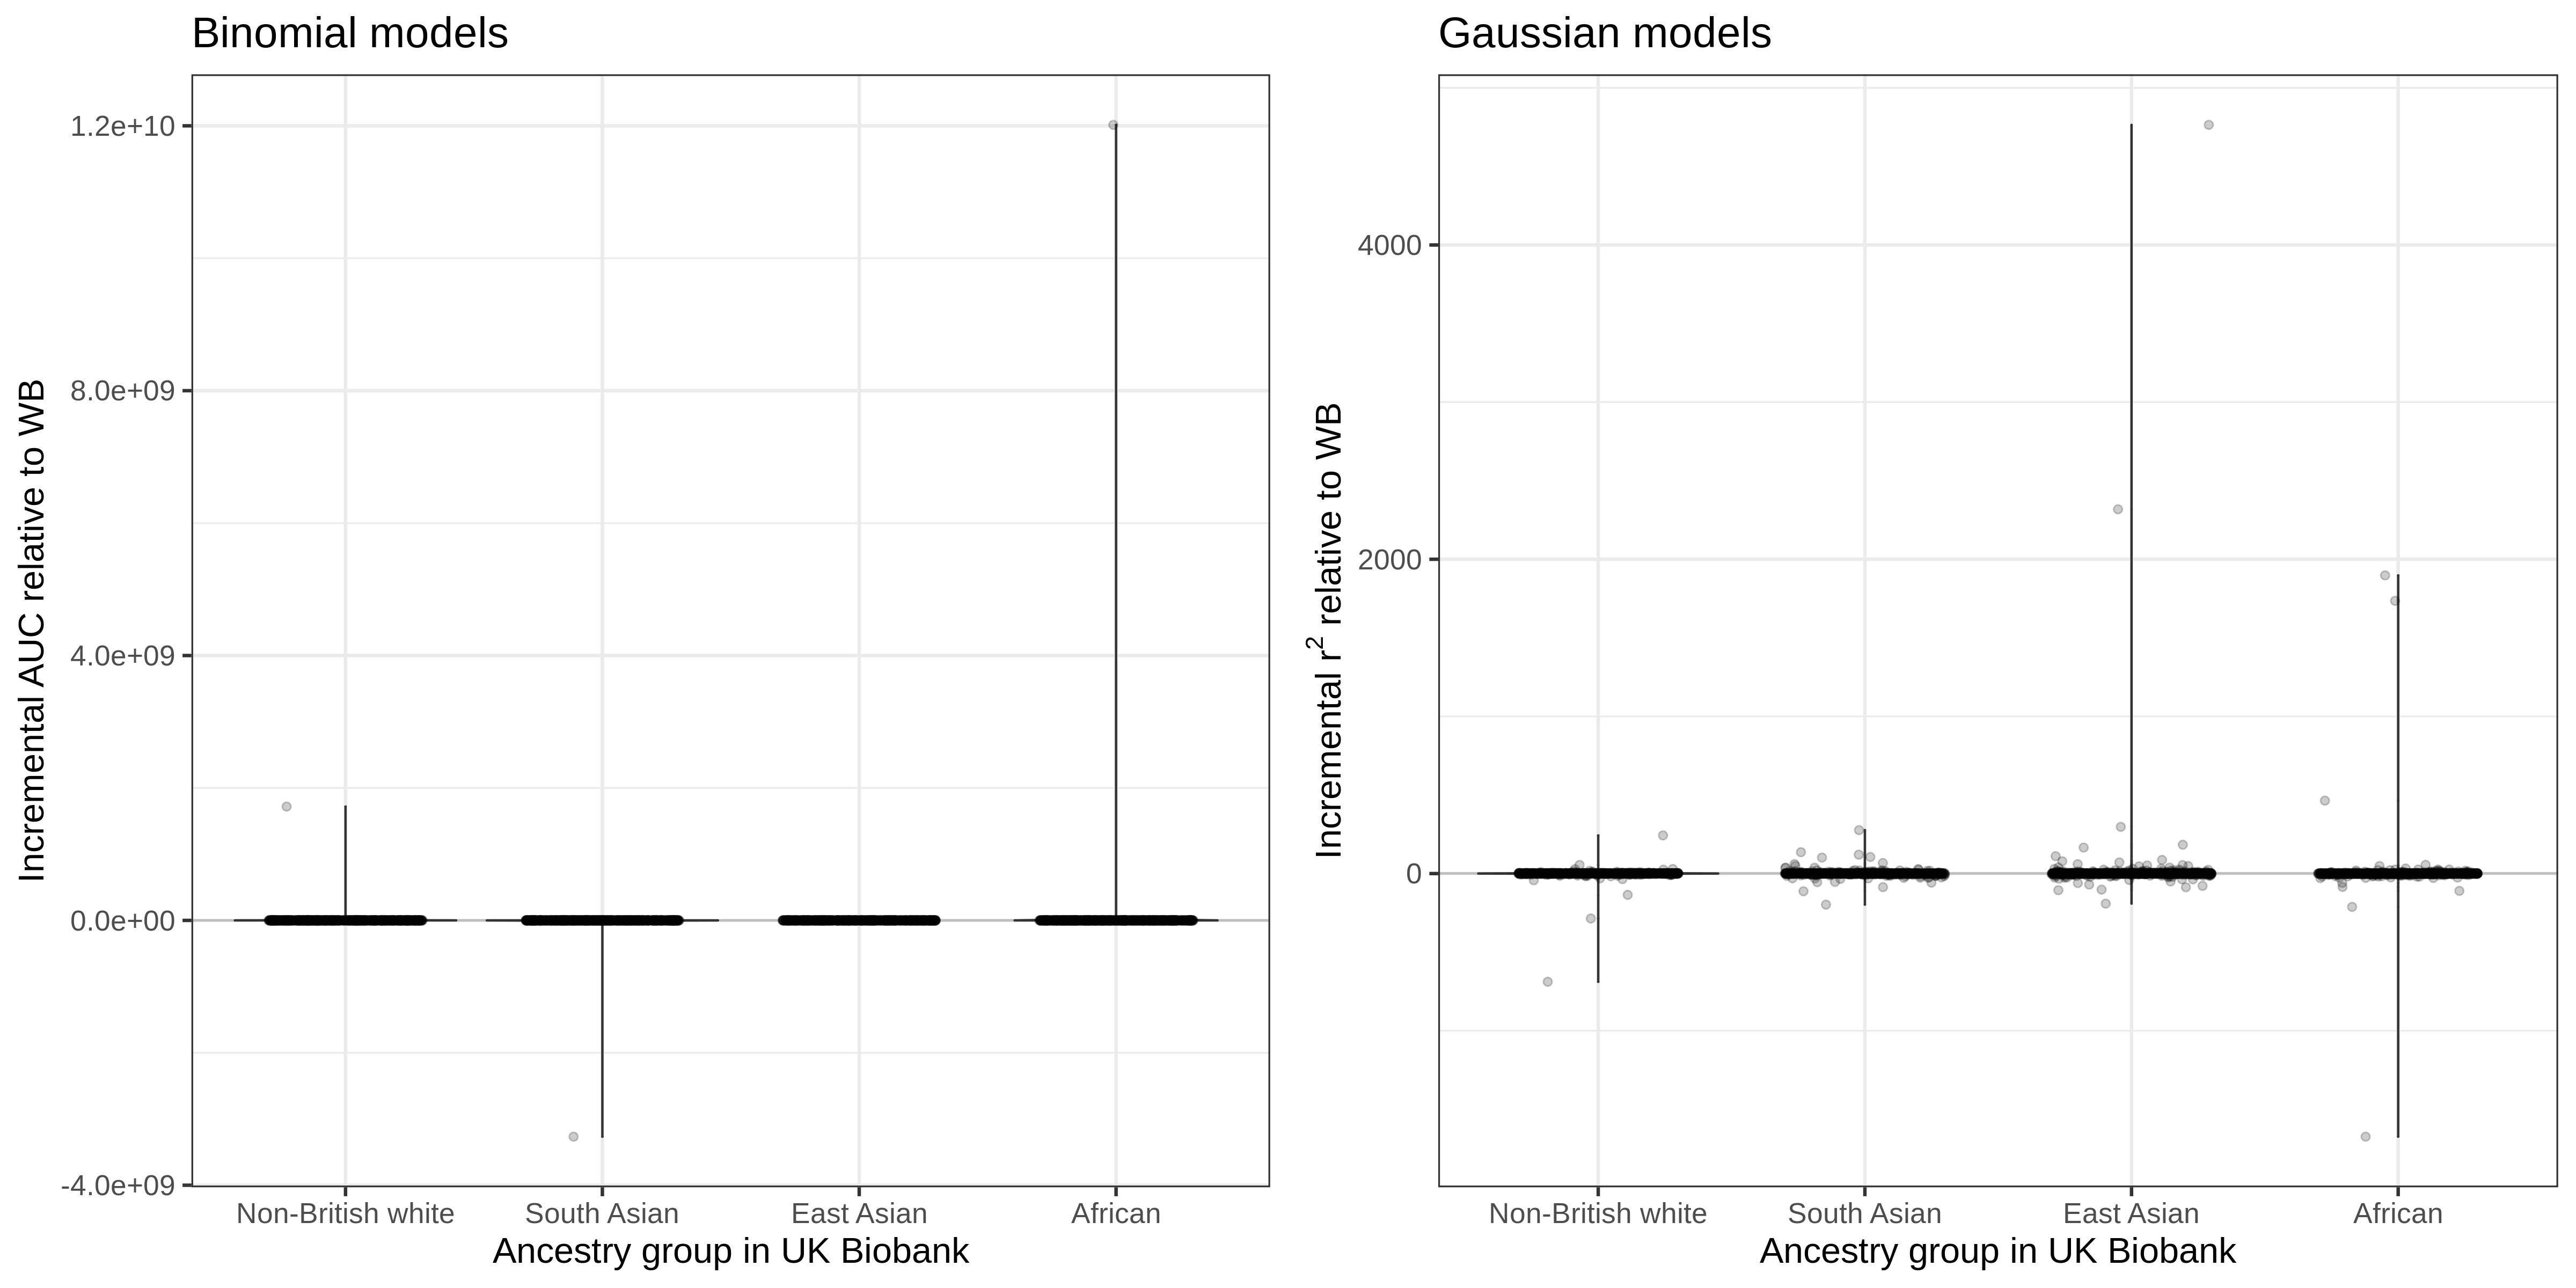 Binomial models
Incremental AUC relative to WB
1.2e+10
8.0e+09
4.0e+09
0.0e+00
-4.0e+09
Non-British white South Asian East Asian African
Ancestry group in UK Biobank
Gaussian models
Incremental r² relative to WB
4000
2000
0
Non-British white South Asian East Asian African
Ancestry group in UK Biobank